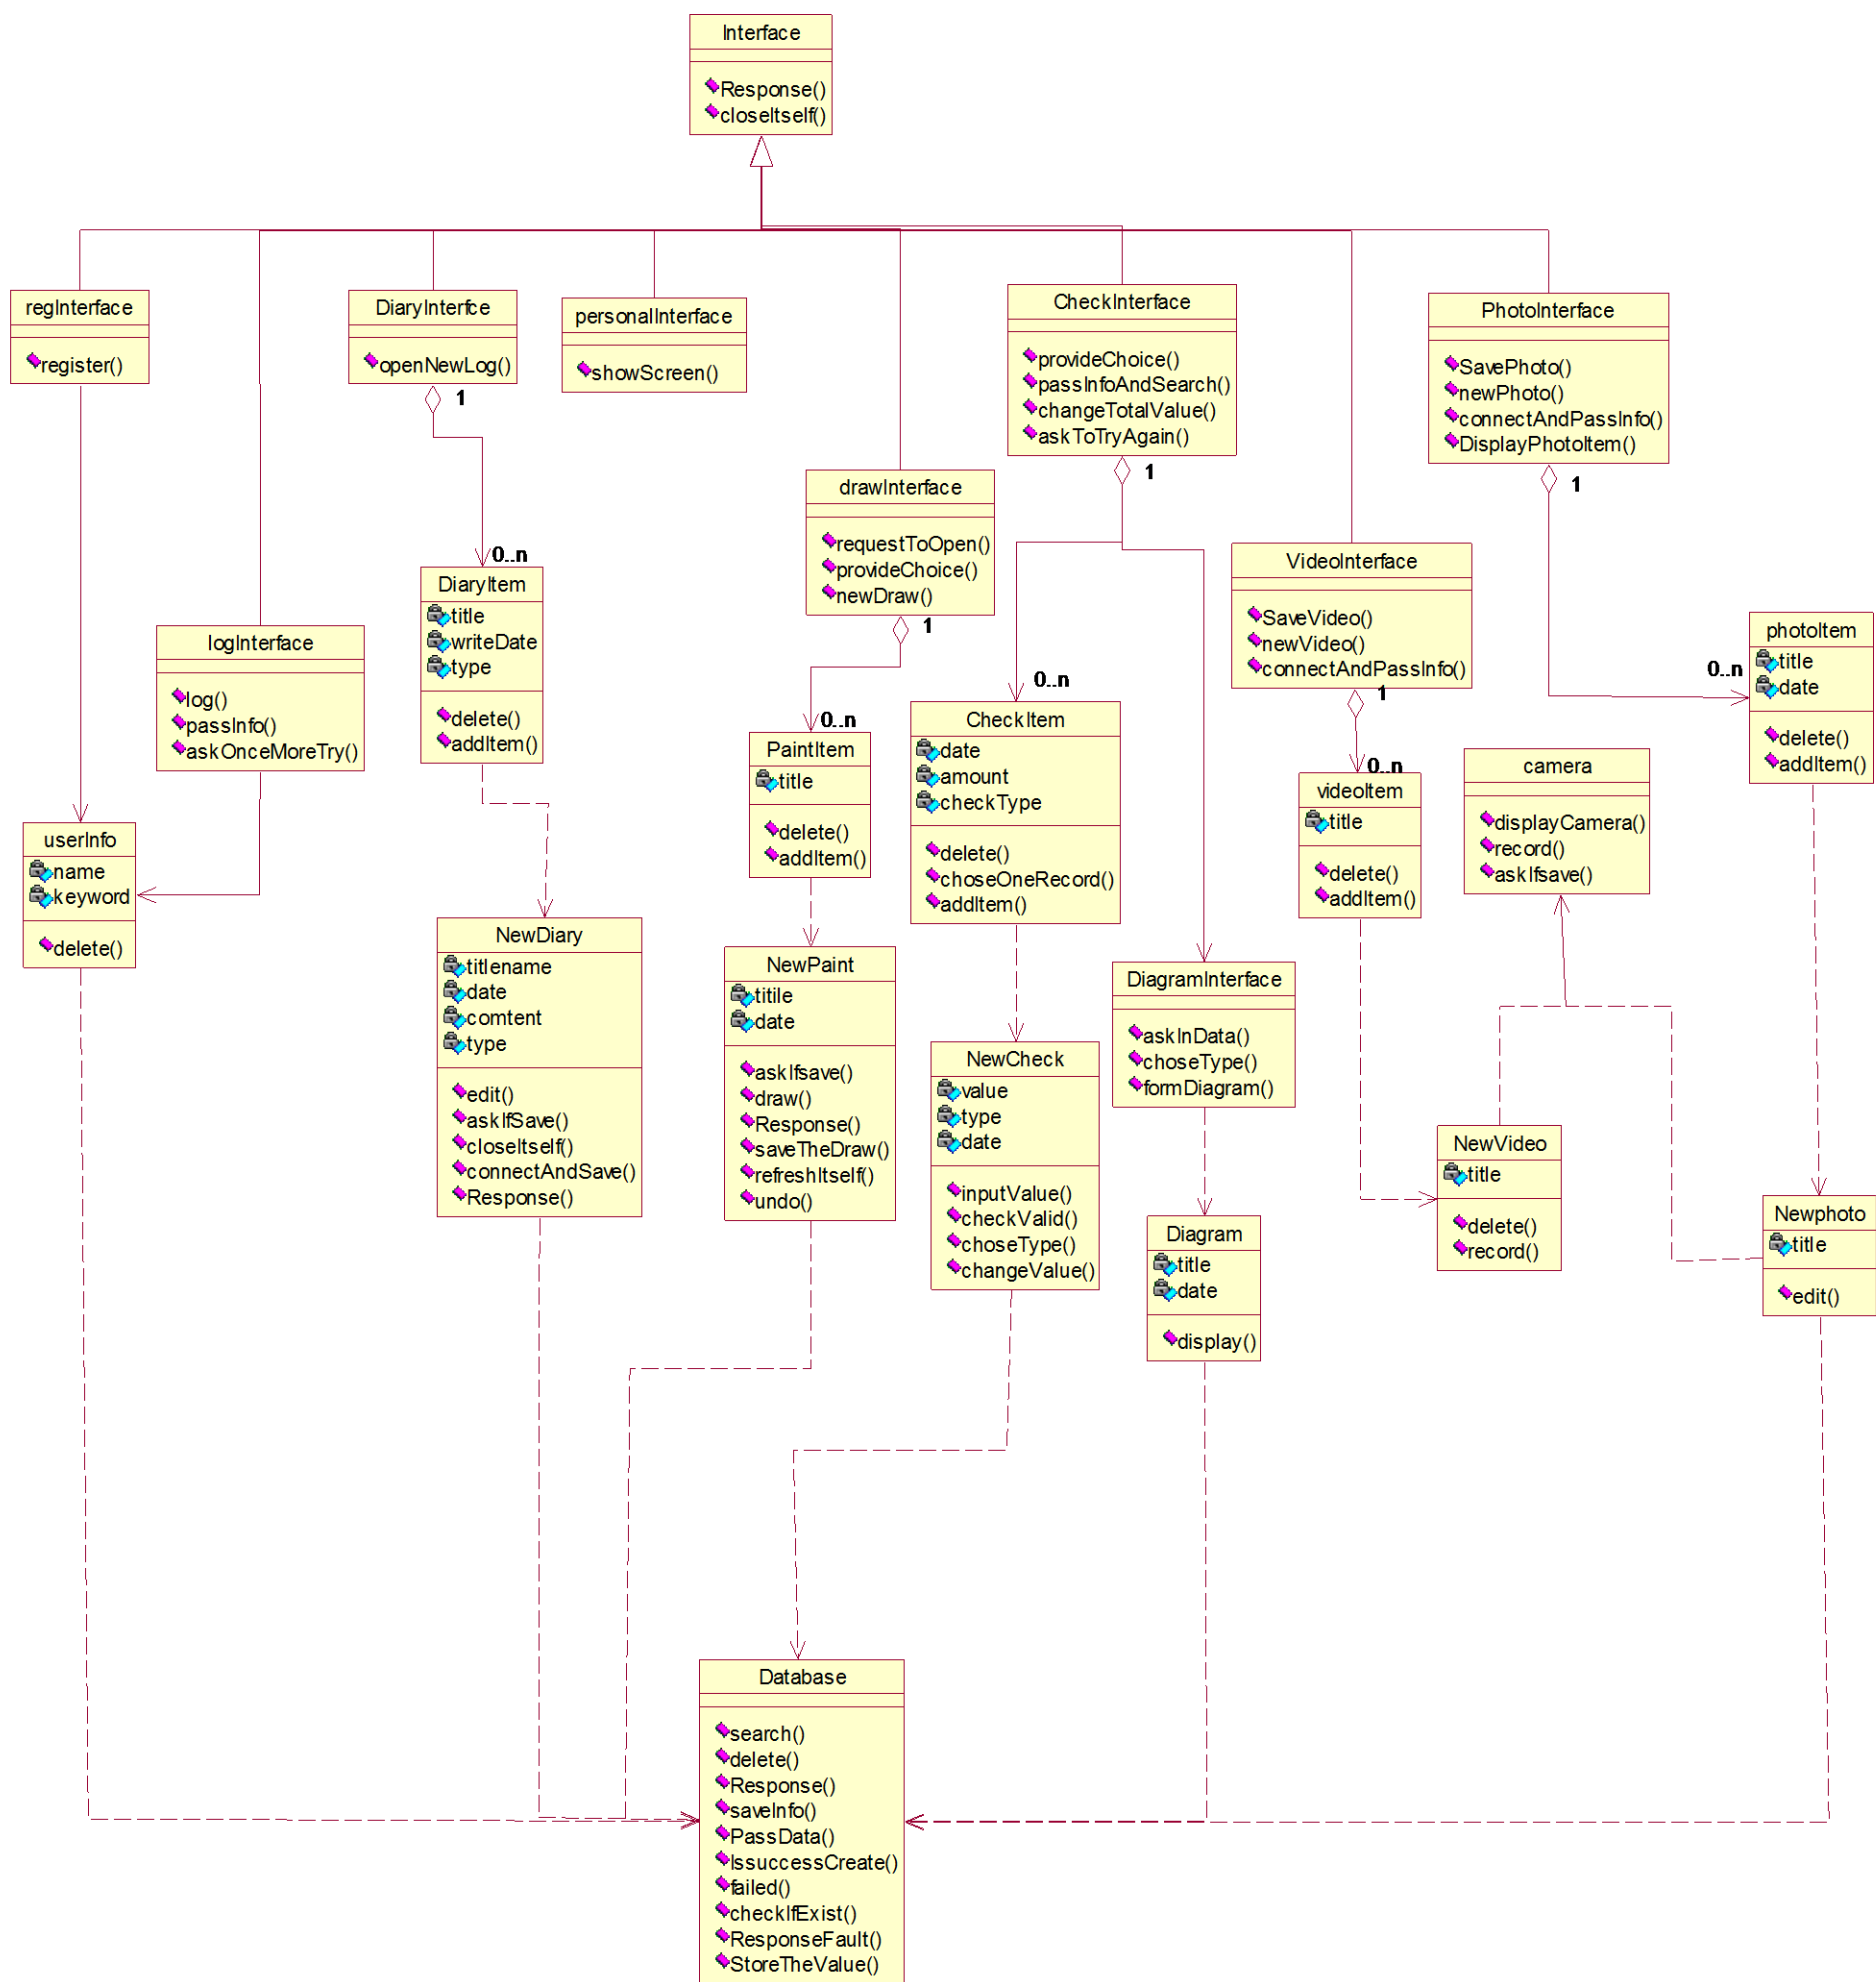 Interface
Response()
closeItself()
regInterface
register()
DiaryInterfce
openNewLog()
1
personalInterface
showScreen()
CheckInterface
provideChoice()
passInfoAndSearch()
changeTotalValue()
askToTryAgain()
1
PhotoInterface
SavePhoto()
newPhoto()
connectAndPassInfo()
DisplayPhotoItem()
1
drawInterface
requestToOpen()
provideChoice()
newDraw()
1
VideoInterface
SaveVideo()
newVideo()
connectAndPassInfo()
1
logInterface
log()
passInfo()
askOnceMoreTry()
0..n
DiaryItem
title
writeDate
type
delete()
addItem()
0..n
PaintItem
title
delete()
addItem()
0..n
CheckItem
date
amount
checkType
delete()
choseOneRecord()
addItem()
0..n
videoItem
title
delete()
addItem()
camera
displayCamera()
record()
askIfsave()
0..n
photoItem
title
date
delete()
addItem()
userInfo
name
keyword
delete()
NewDiary
titlename
date
comtent
type
edit()
askIfSave()
closeItself()
connectAndSave()
Response()
NewPaint
titile
date
askIfsave()
draw()
Response()
saveTheDraw()
refreshItself()
undo()
NewCheck
value
type
date
inputValue()
checkValid()
choseType()
changeValue()
DiagramInterface
askInData()
choseType()
formDiagram()
Diagram
title
date
display()
NewVideo
title
delete()
record()
Newphoto
title
edit()
Database
search()
delete()
Response()
saveInfo()
PassData()
IssuccessCreate()
failed()
checkIfExist()
ResponseFault()
StoreTheValue()